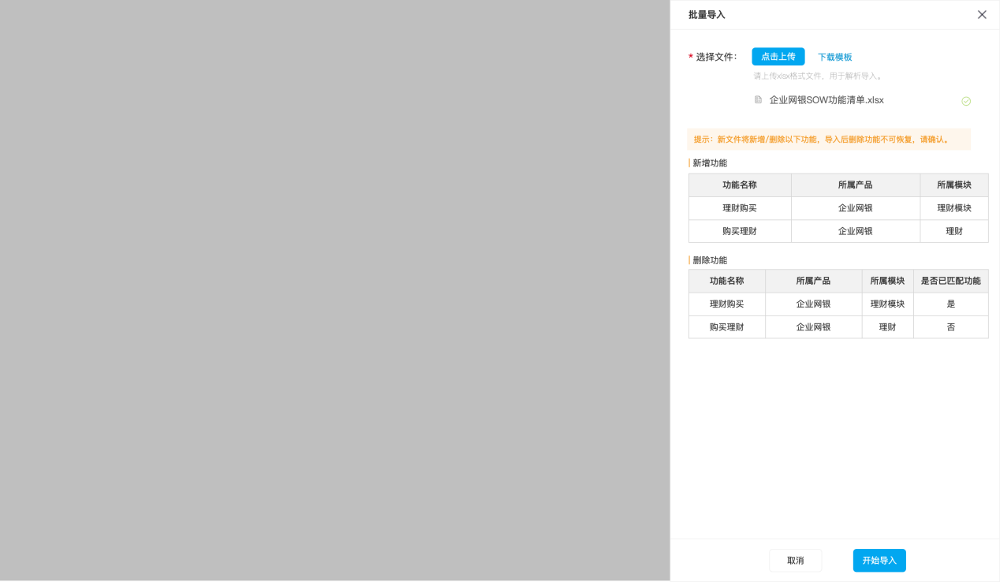 批量导入
* 选择文件： 点击上传 下载模板
请上传xlsx格式文件，用于解析导入。
企业网银SOW功能清单.xlsx
提示：新文件将新增/删除以下功能，导入后删除功能不可恢复，请确认。
新增功能
功能名称 所属产品 所属模块
理财购买 企业网银 理财模块
购买理财 企业网银 理财
删除功能
功能名称 所属产品 所属模块 是否已匹配功能
理财购买 企业网银 理财模块 是
购买理财 企业网银 理财 否
取消 开始导入